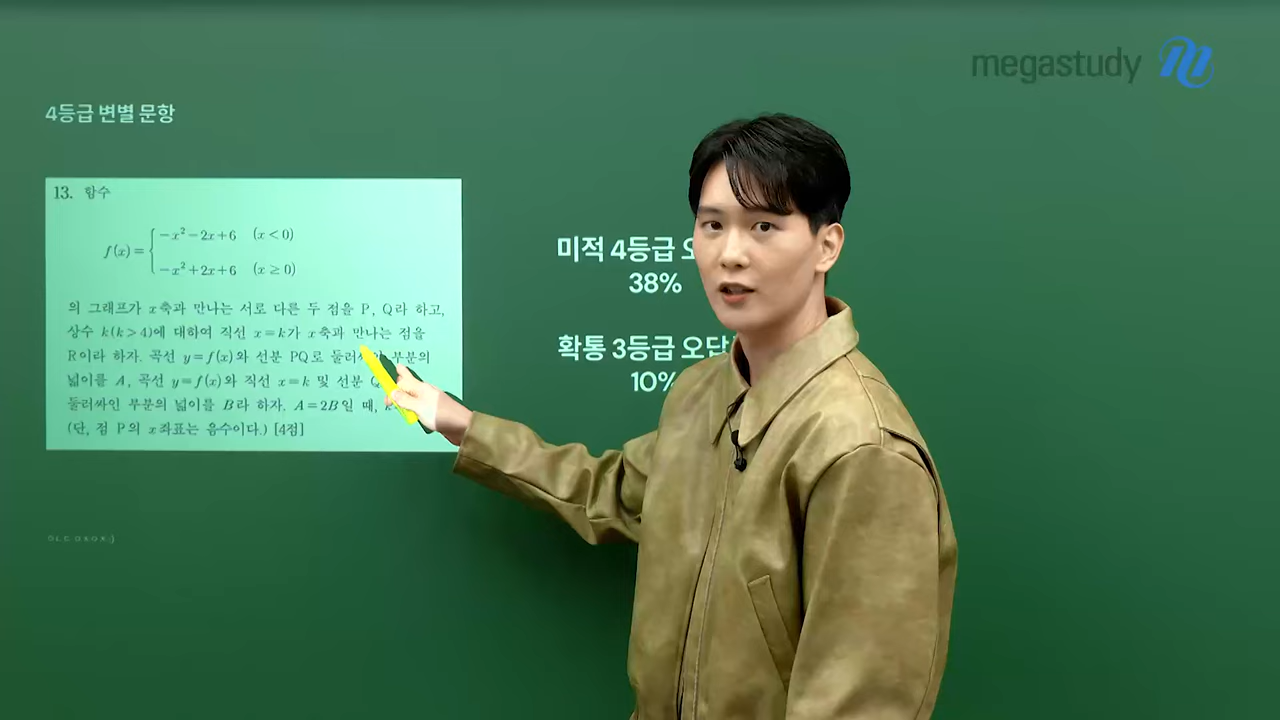 megastudy
4등급 변별 문항
13. 함수
f(x)= { -x²-2x+6 (x<0)
-x²+2x+6 (x≥0)
의 그래프가 x축과 만나는 서로 다른 두 점을 P, Q라 하고,
상수 k(k>4)에 대하여 직선 x=k가 x축과 만나는 점을
R이라 하자. 곡선 y=f(x)와 선분 PQ로 부분의
넓이를 A, 곡선 y=f(x)와 직선 x=k 및 선분
둘러싸인 부분의 넓이를 B라 하자. A=2B일 때,
(단, 점 P의 x좌표는 음수이다.) [4점]
미적 4등급
38%
확통 3등급 오답
10%